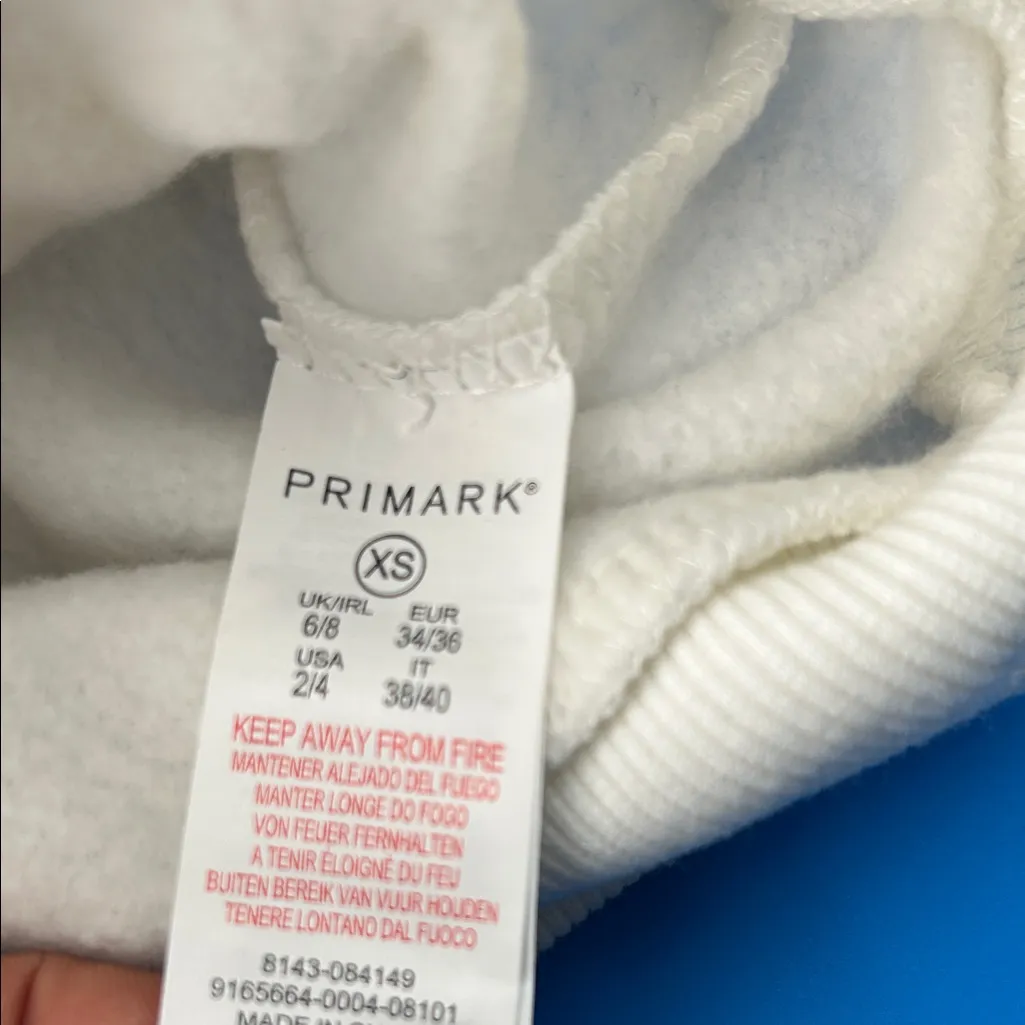 PRIMARK®
XS
UK/IRL EUR
6/8 34/36
USA IT
2/4 38/40
KEEP AWAY FROM FIRE
MANTENER ALEJADO DEL FUEGO
MANTER LONGE DO FOGO
VON FEUER FERNHALTEN
A TENIR ÉLOIGNÉ DU FEU
BUITEN BEREIK VAN VUUR HOUDEN
TENERE LONTANO DAL FUOCO
8143-084149
9165664-0004-08101
MADE IN